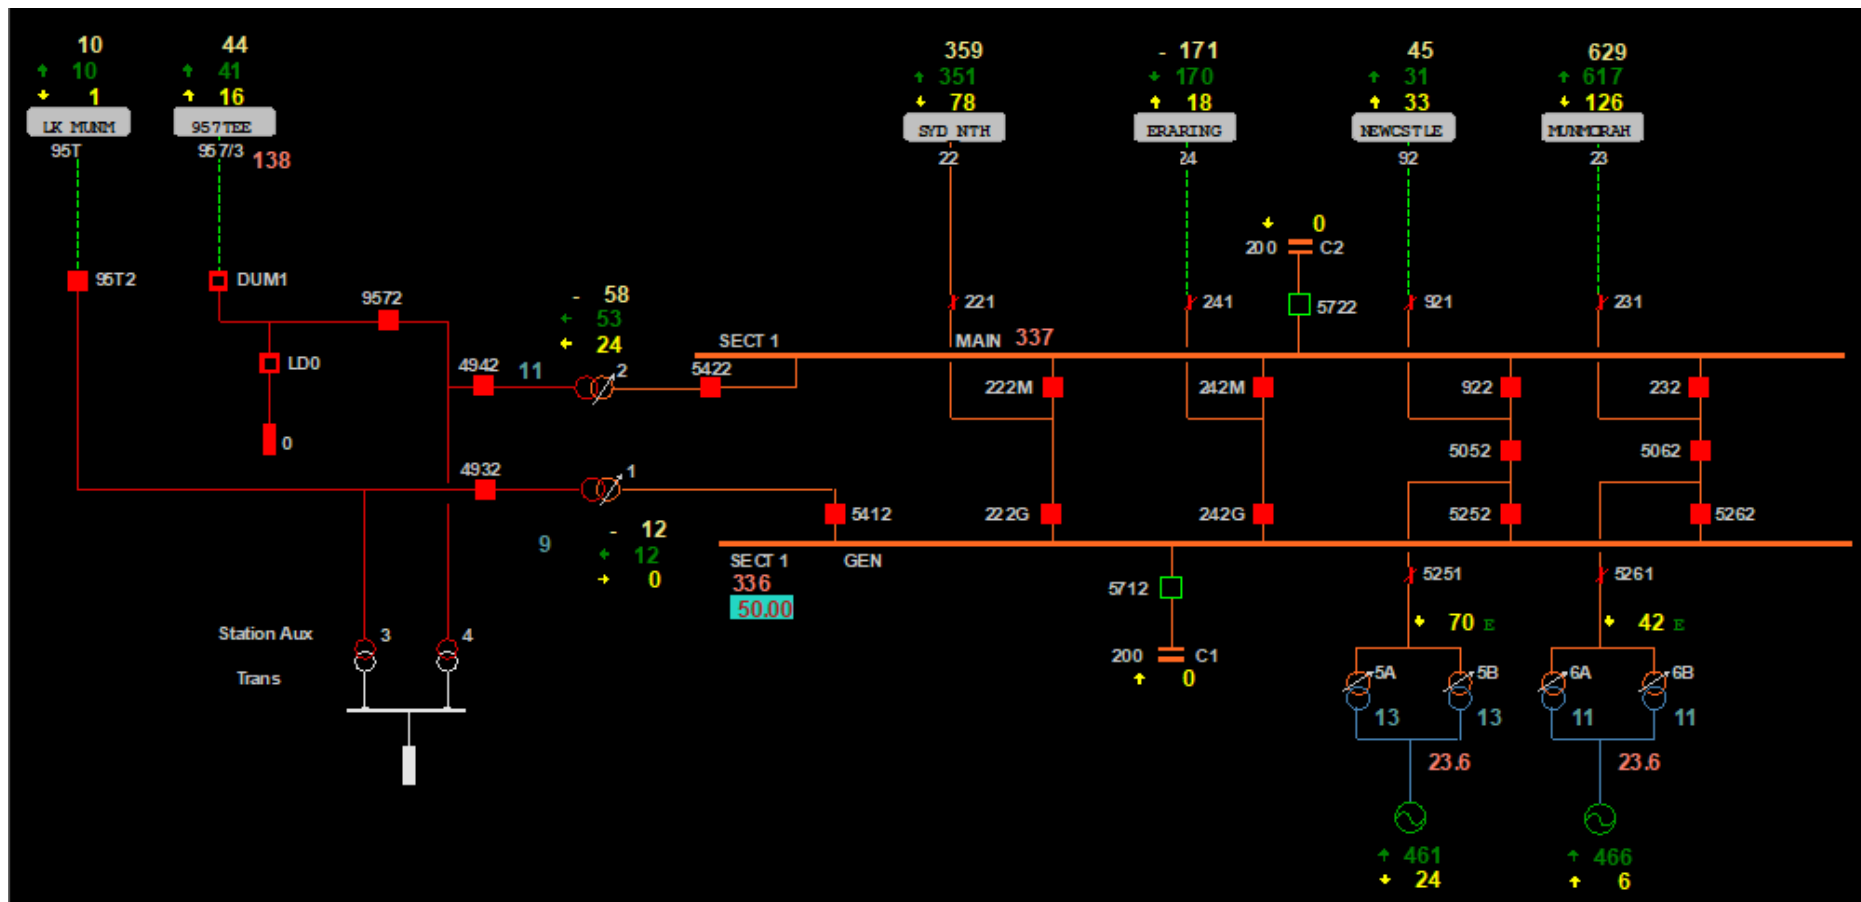 10
10
1
LK MUNM
95T
44
41
16
957TEE
957/3
138
359
351
78
SYD NTH
22
- 171
170
18
ERARING
24
45
31
33
NEWCSTLE
92
629
617
126
MUNMORAH
23
0
200
C2
95T2
DUM1
9572
- 58
53
24
221
241
5722
921
231
SECT 1
MAIN
337
LD0
4942
11
2
5422
222M
242M
922
232
0
5052
5062
4932
1
5412
222G
242G
5252
5262
9
- 12
12
0
SECT 1
GEN
336
50.00
5712
5251
5261
70 E
42 E
Station Aux
3
4
Trans
200
C1
0
5A
5B
6A
6B
13
13
11
11
23.6
23.6
461
24
466
6